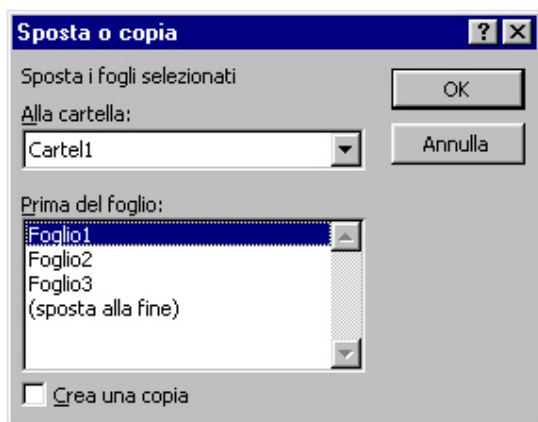 Sposta o copia
Sposta i fogli selezionati
OK
Alla cartella:
Cartel1
Annulla
Prima del foglio:
Foglio1
Foglio2
Foglio3
(sposta alla fine)
Crea una copia